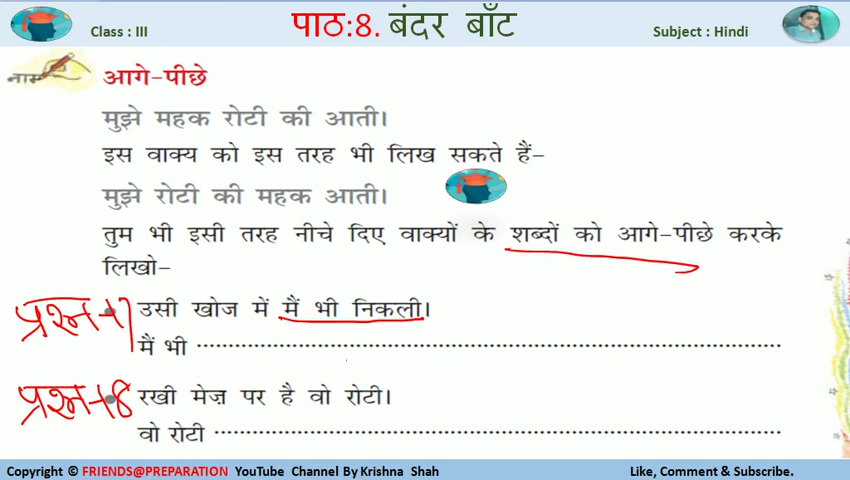 Class : III
पाठ:8. बंदर बाँट
Subject : Hindi
नाम
आगे-पीछे
मुझे महक रोटी की आती।
इस वाक्य को इस तरह भी लिख सकते हैं-
मुझे रोटी की महक आती।
तुम भी इसी तरह नीचे दिए वाक्यों के शब्दों को आगे-पीछे करके
लिखो-
प्रश्न-17 उसी खोज में मैं भी निकली।
मैं भी ................................................................
प्रश्न-18 रखी मेज़ पर है वो रोटी।
वो रोटी ................................................................
Copyright © FRIENDS@PREPARATION YouTube Channel By Krishna Shah
Like, Comment & Subscribe.